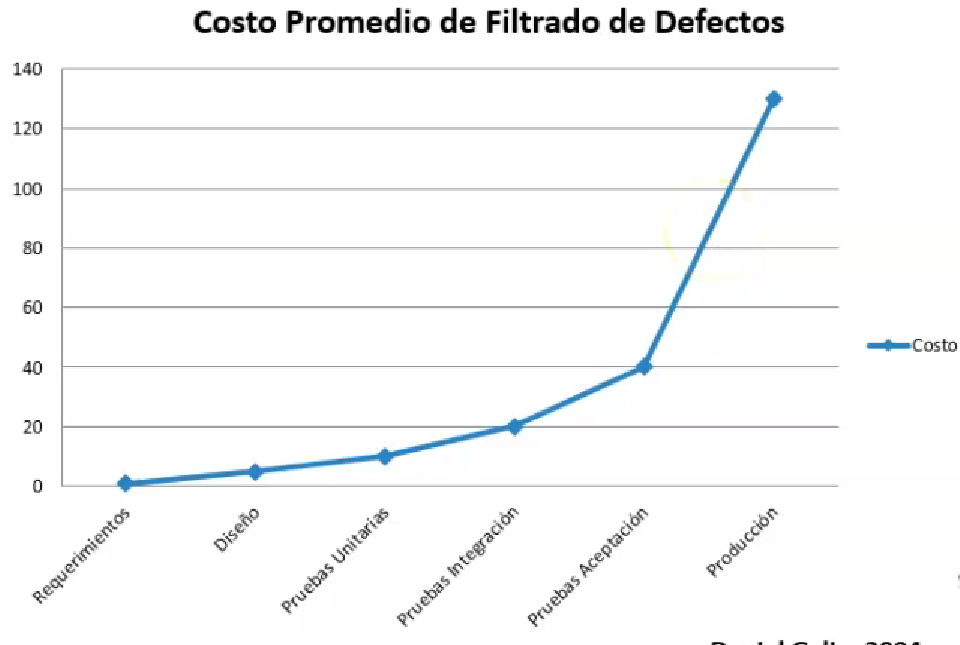 Costo Promedio de Filtrado de Defectos
140
120
100
80
60
40
20
0
Costo
Requerimientos
Diseño
Pruebas Unitarias
Pruebas Integración
Pruebas Aceptación
Producción